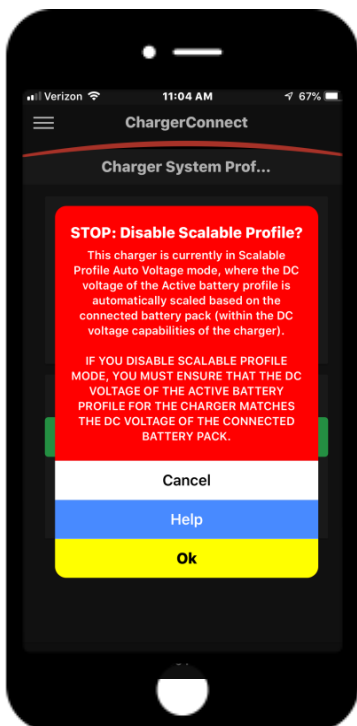 Verizon 11:04 AM 67%
ChargerConnect
Charger System Prof...
STOP: Disable Scalable Profile?
This charger is currently in Scalable
Profile Auto Voltage mode, where the DC
voltage of the Active battery profile is
automatically scaled based on the
connected battery pack (within the DC
voltage capabilities of the charger).
IF YOU DISABLE SCALABLE PROFILE
MODE, YOU MUST ENSURE THAT THE DC
VOLTAGE OF THE ACTIVE BATTERY
PROFILE FOR THE CHARGER MATCHES
THE DC VOLTAGE OF THE CONNECTED
BATTERY PACK.
Cancel
Help
Ok